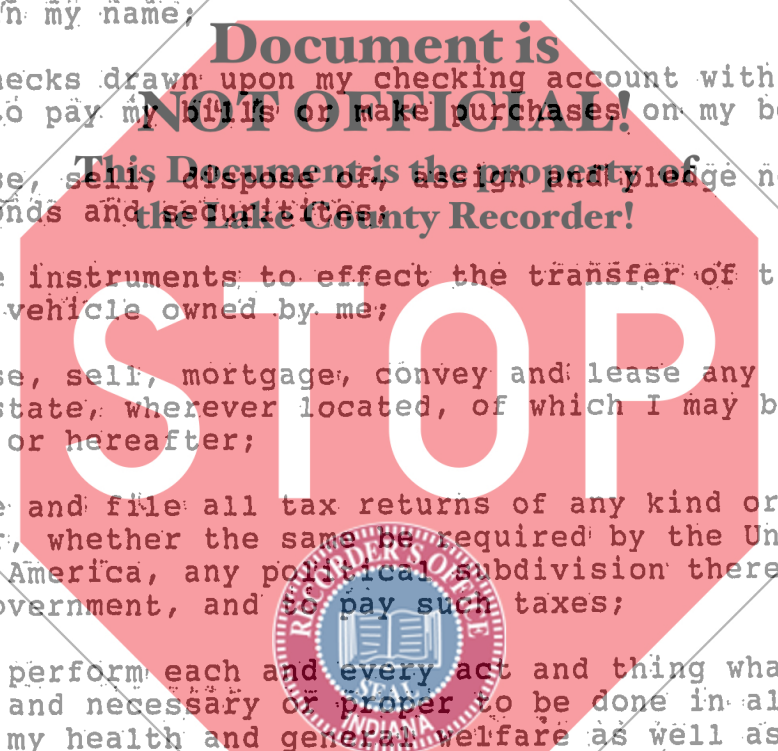 n my name;
Document is
ecks drawn upon my checking account with
NOT OFFICIAL!
o pay my bills or make purchases on my b
This Document is the property of
e, sell, dispose of, assign and pledge n
nds and securities;
the Lake County Recorder!
e instruments to effect the transfer of t
vehicle owned by me;
STOP
se, sell, mortgage, convey and lease any
state, wherever located, of which I may b
or hereafter;
e and file all tax returns of any kind or
r, whether the same be required by the Un
America, any political subdivision there
overnment, and to pay such taxes;
RECORDER'S OFFICE
SEAL
INDIANA
perform each and every act and thing wha
and necessary or proper to be done in al
my health and general welfare as well as